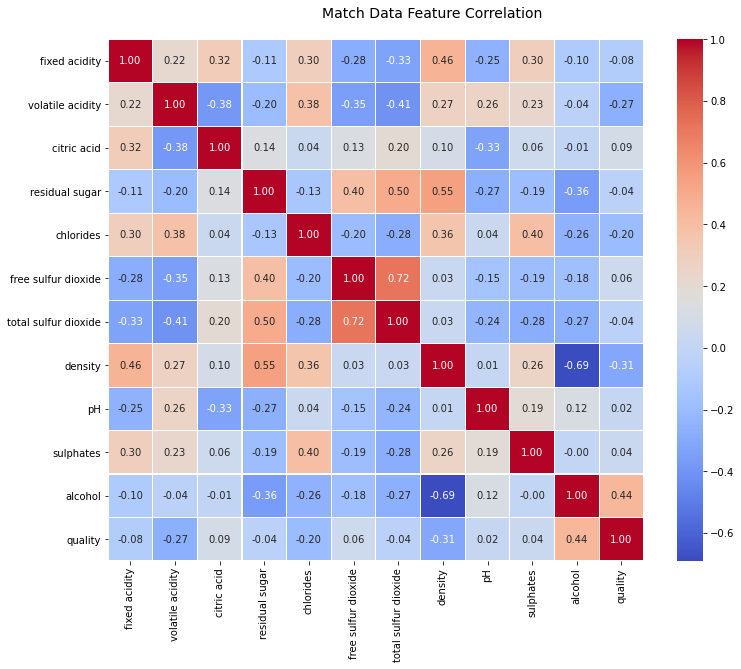 Match Data Feature Correlation
fixed acidity 1.00 0.22 0.32 -0.11 0.30 -0.28 -0.33 0.46 -0.25 0.30 -0.10 -0.08
volatile acidity 0.22 1.00 -0.38 -0.20 0.38 -0.35 -0.41 0.27 0.26 0.23 -0.04 -0.27
citric acid 0.32 -0.38 1.00 0.14 0.04 0.13 0.20 0.10 -0.33 0.06 -0.01 0.09
residual sugar -0.11 -0.20 0.14 1.00 -0.13 0.40 0.50 0.55 -0.27 -0.19 -0.36 -0.04
chlorides 0.30 0.38 0.04 -0.13 1.00 -0.20 -0.28 0.36 0.04 0.40 -0.26 -0.20
free sulfur dioxide -0.28 -0.35 0.13 0.40 -0.20 1.00 0.72 0.03 -0.15 -0.19 -0.18 0.06
total sulfur dioxide -0.33 -0.41 0.20 0.50 -0.28 0.72 1.00 0.03 -0.24 -0.28 -0.27 -0.04
density 0.46 0.27 0.10 0.55 0.36 0.03 0.03 1.00 0.01 0.26 -0.69 -0.31
pH -0.25 0.26 -0.33 -0.27 0.04 -0.15 -0.24 0.01 1.00 0.19 0.12 0.02
sulphates 0.30 0.23 0.06 -0.19 0.40 -0.19 -0.28 0.26 0.19 1.00 -0.00 0.04
alcohol -0.10 -0.04 -0.01 -0.36 -0.26 -0.18 -0.27 -0.69 0.12 -0.00 1.00 0.44
quality -0.08 -0.27 0.09 -0.04 -0.20 0.06 -0.04 -0.31 0.02 0.04 0.44 1.00
fixed acidity
volatile acidity
citric acid
residual sugar
chlorides
free sulfur dioxide
total sulfur dioxide
density
pH
sulphates
alcohol
quality
1.0
0.8
0.6
0.4
0.2
0.0
−0.2
−0.4
−0.6